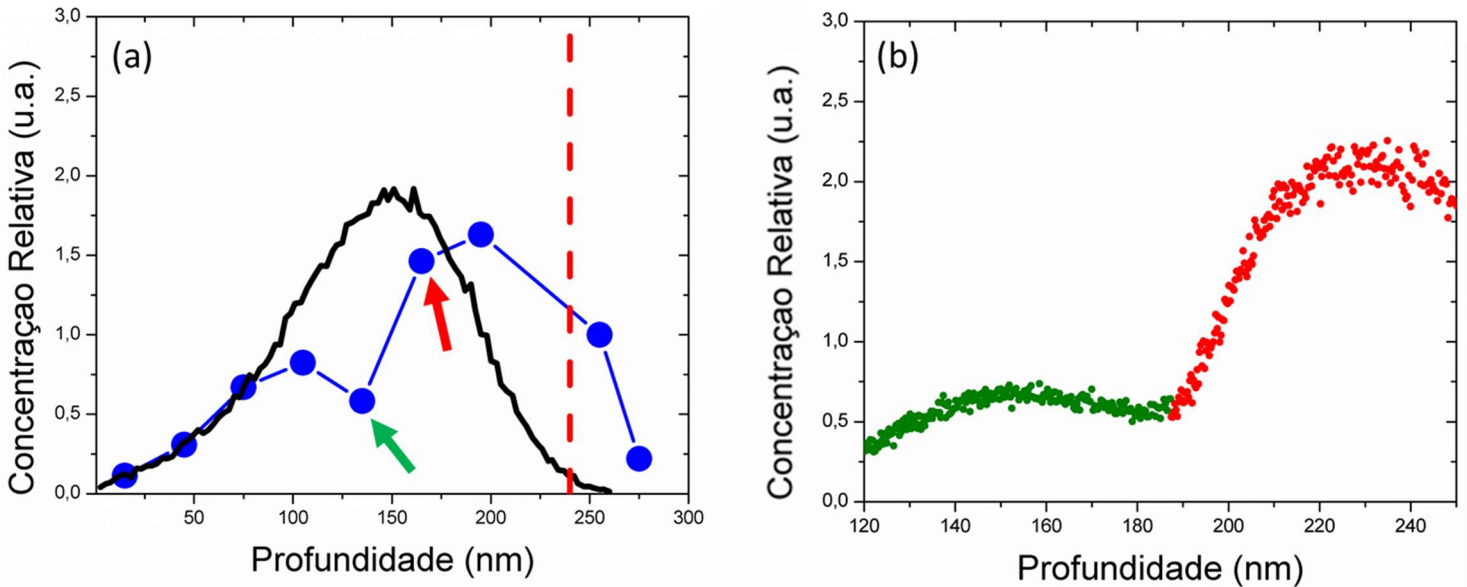 (a)
Concentraçao Relativa (u.a.)
3,0
2,5
2,0
1,5
1,0
0,5
0,0
50 100 150 200 250 300
Profundidade (nm)
(b)
Concentraçao Relativa (u.a.)
3,0
2,5
2,0
1,5
1,0
0,5
0,0
120 140 160 180 200 220 240
Profundidade (nm)